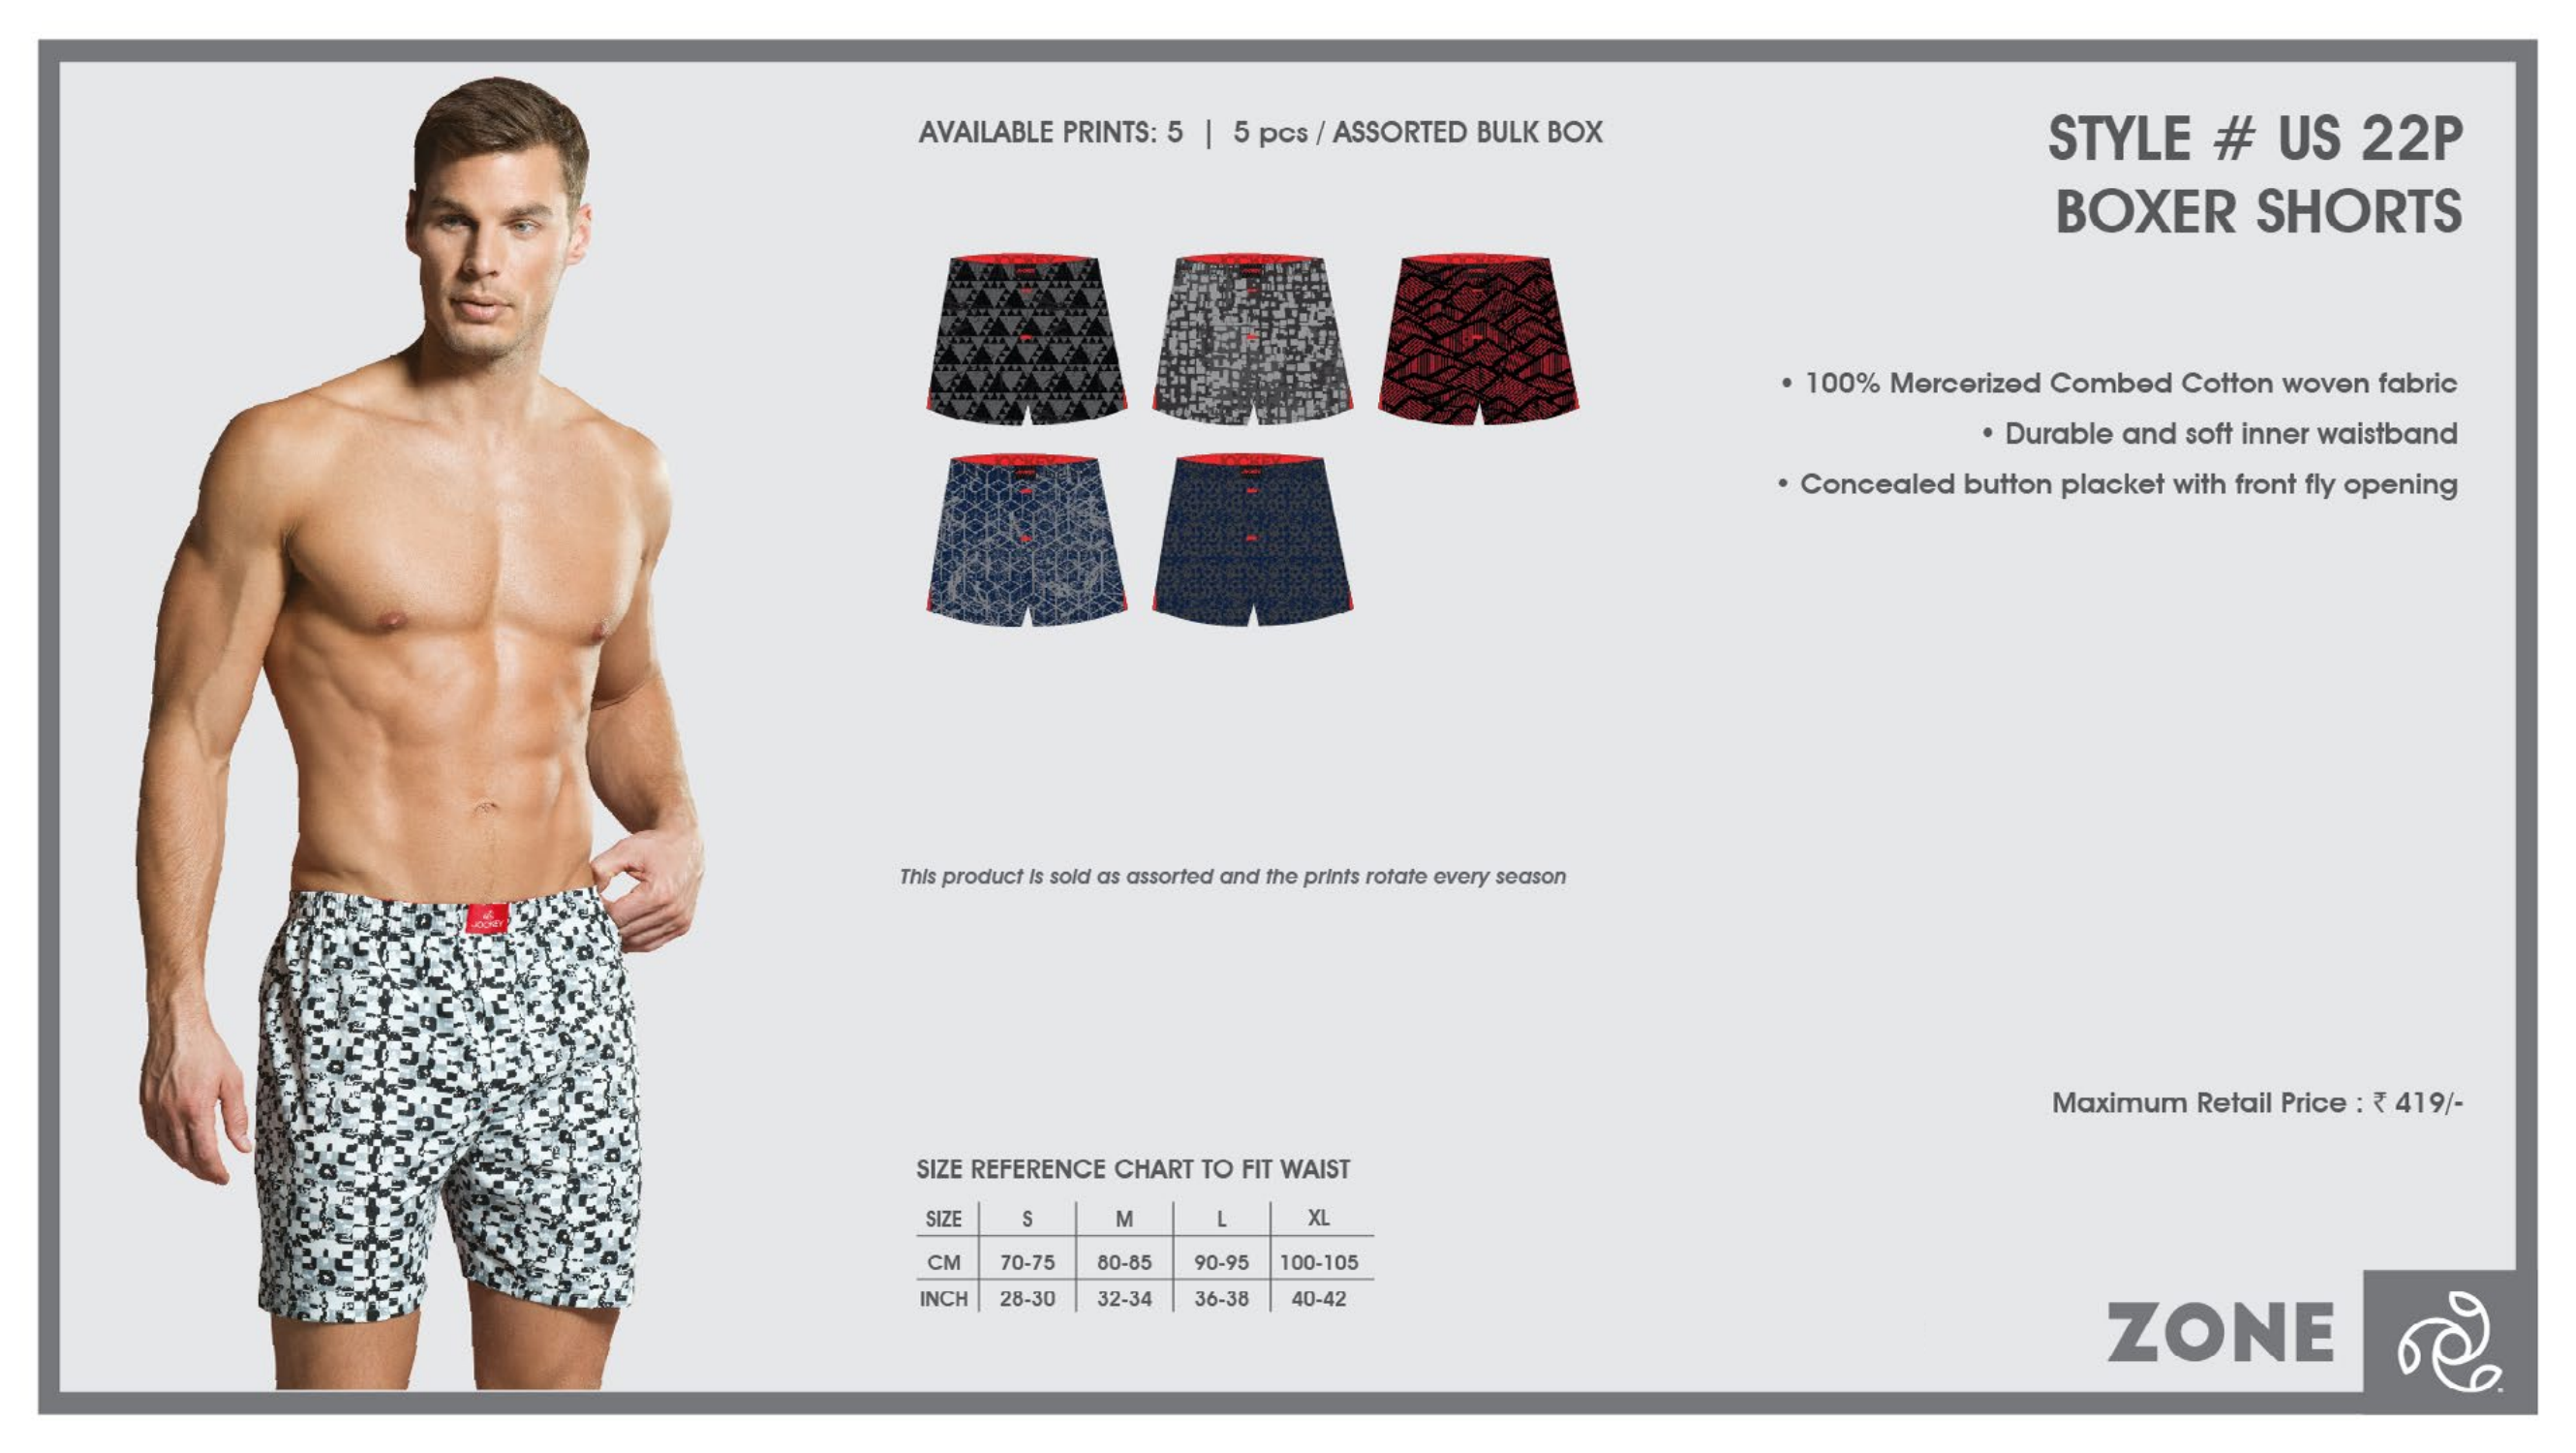 AVAILABLE PRINTS: 5 | 5 pcs / ASSORTED BULK BOX
STYLE # US 22P
BOXER SHORTS
• 100% Mercerized Combed Cotton woven fabric
• Durable and soft inner waistband
• Concealed button placket with front fly opening
This product is sold as assorted and the prints rotate every season
JOCKEY
Maximum Retail Price : ₹ 419/-
SIZE REFERENCE CHART TO FIT WAIST
SIZE S M L XL
CM 70-75 80-85 90-95 100-105
INCH 28-30 32-34 36-38 40-42
ZONE